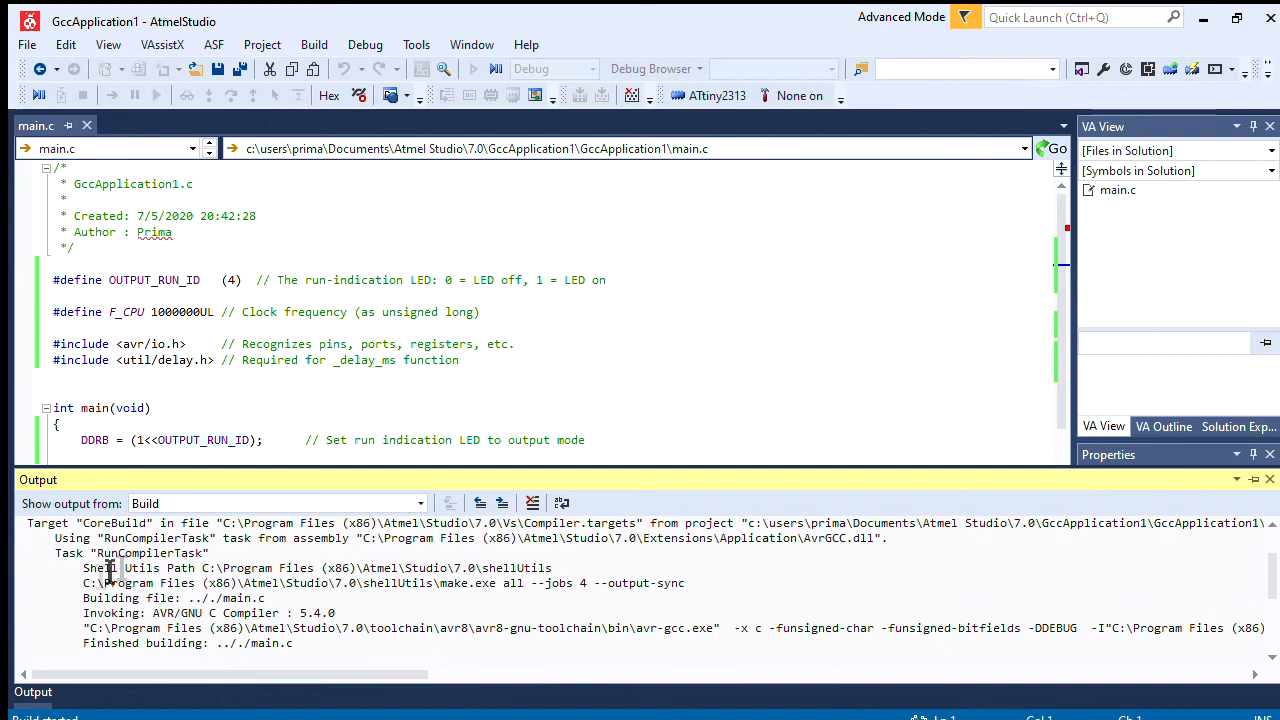 GccApplication1 - AtmelStudio
Advanced Mode
Quick Launch (Ctrl+Q)
File Edit View VAssistX ASF Project Build Debug Tools Window Help
Debug
Debug Browser
Hex
ATtiny2313
None on
main.c
main.c
c:\users\prima\Documents\Atmel Studio\7.0\GccApplication1\GccApplication1\main.c
Go
/*
* GccApplication1.c
*
* Created: 7/5/2020 20:42:28
* Author : Prima
*/
#define OUTPUT_RUN_ID (4) // The run-indication LED: 0 = LED off, 1 = LED on
#define F_CPU 1000000UL // Clock frequency (as unsigned long)
#include <avr/io.h> // Recognizes pins, ports, registers, etc.
#include <util/delay.h> // Required for _delay_ms function
int main(void)
{
DDRB = (1<<OUTPUT_RUN_ID); // Set run indication LED to output mode
VA View
[Files in Solution]
[Symbols in Solution]
main.c
VA View VA Outline Solution Exp...
Properties
Output
Show output from: Build
Target "CoreBuild" in file "C:\Program Files (x86)\Atmel\Studio\7.0\Vs\Compiler.targets" from project "c:\users\prima\Documents\Atmel Studio\7.0\GccApplication1\GccApplication1\
Using "RunCompilerTask" task from assembly "C:\Program Files (x86)\Atmel\Studio\7.0\Extensions\Application\AvrGCC.dll".
Task "RunCompilerTask"
Shell Utils Path C:\Program Files (x86)\Atmel\Studio\7.0\shellUtils
C:\Program Files (x86)\Atmel\Studio\7.0\shellUtils\make.exe all --jobs 4 --output-sync
Building file: .././main.c
Invoking: AVR/GNU C Compiler : 5.4.0
"C:\Program Files (x86)\Atmel\Studio\7.0\toolchain\avr8\avr8-gnu-toolchain\bin\avr-gcc.exe" -x c -funsigned-char -funsigned-bitfields -DDEBUG -I"C:\Program Files (x86)
Finished building: .././main.c
Output
Build started
Ln 1 Col 1 Ch 1 INS